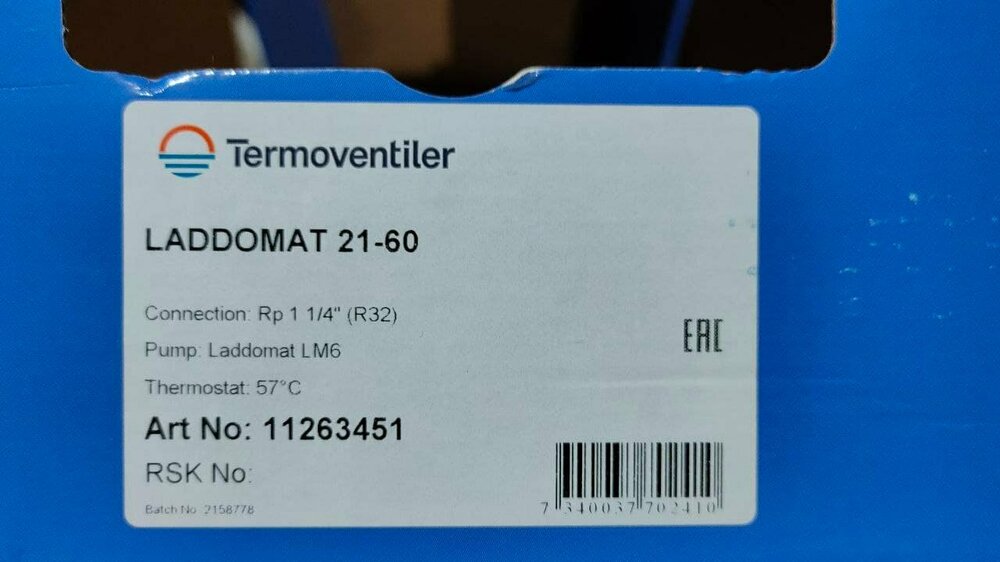 Termoventiler
LADDOMAT 21-60
Connection: Rp 1 1/4" (R32)
Pump: Laddomat LM6
Thermostat: 57°C
EAC
Art No: 11263451
RSK No:
Batch No 2158778
7 340037 702410